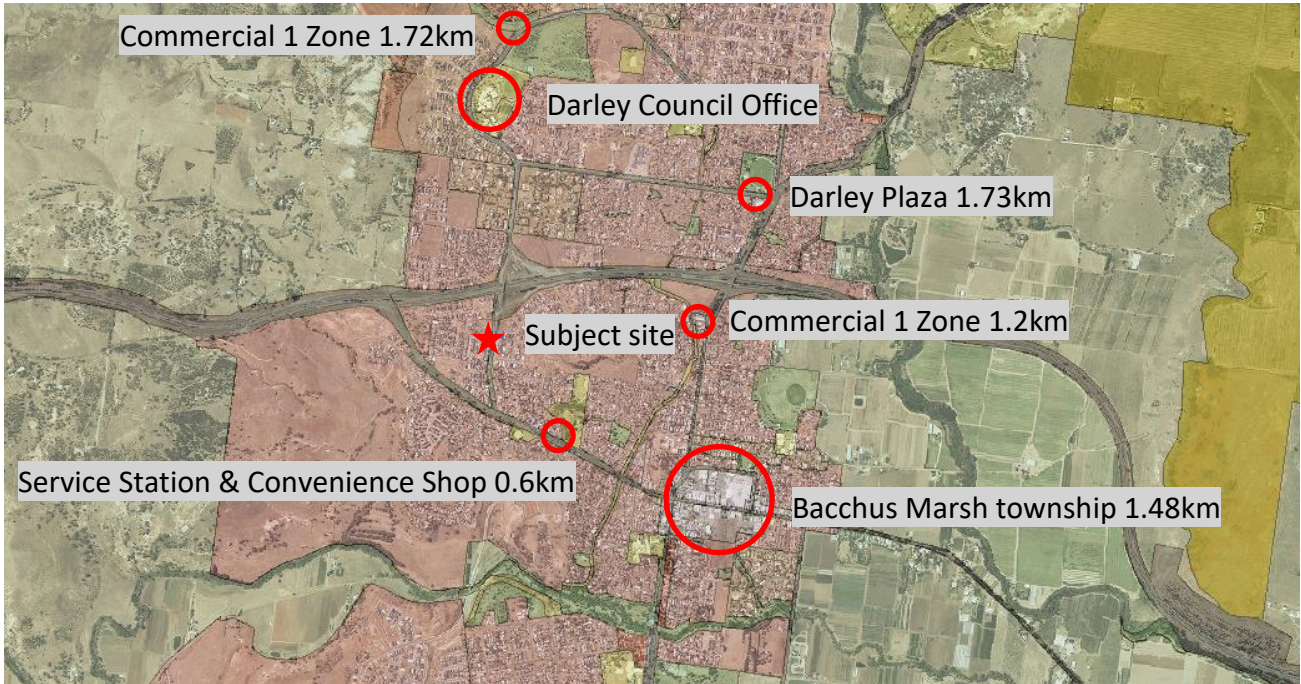 Commercial 1 Zone 1.72km
Darley Council Office
Darley Plaza 1.73km
Commercial 1 Zone 1.2km
Subject site
Service Station & Convenience Shop 0.6km
Bacchus Marsh township 1.48km